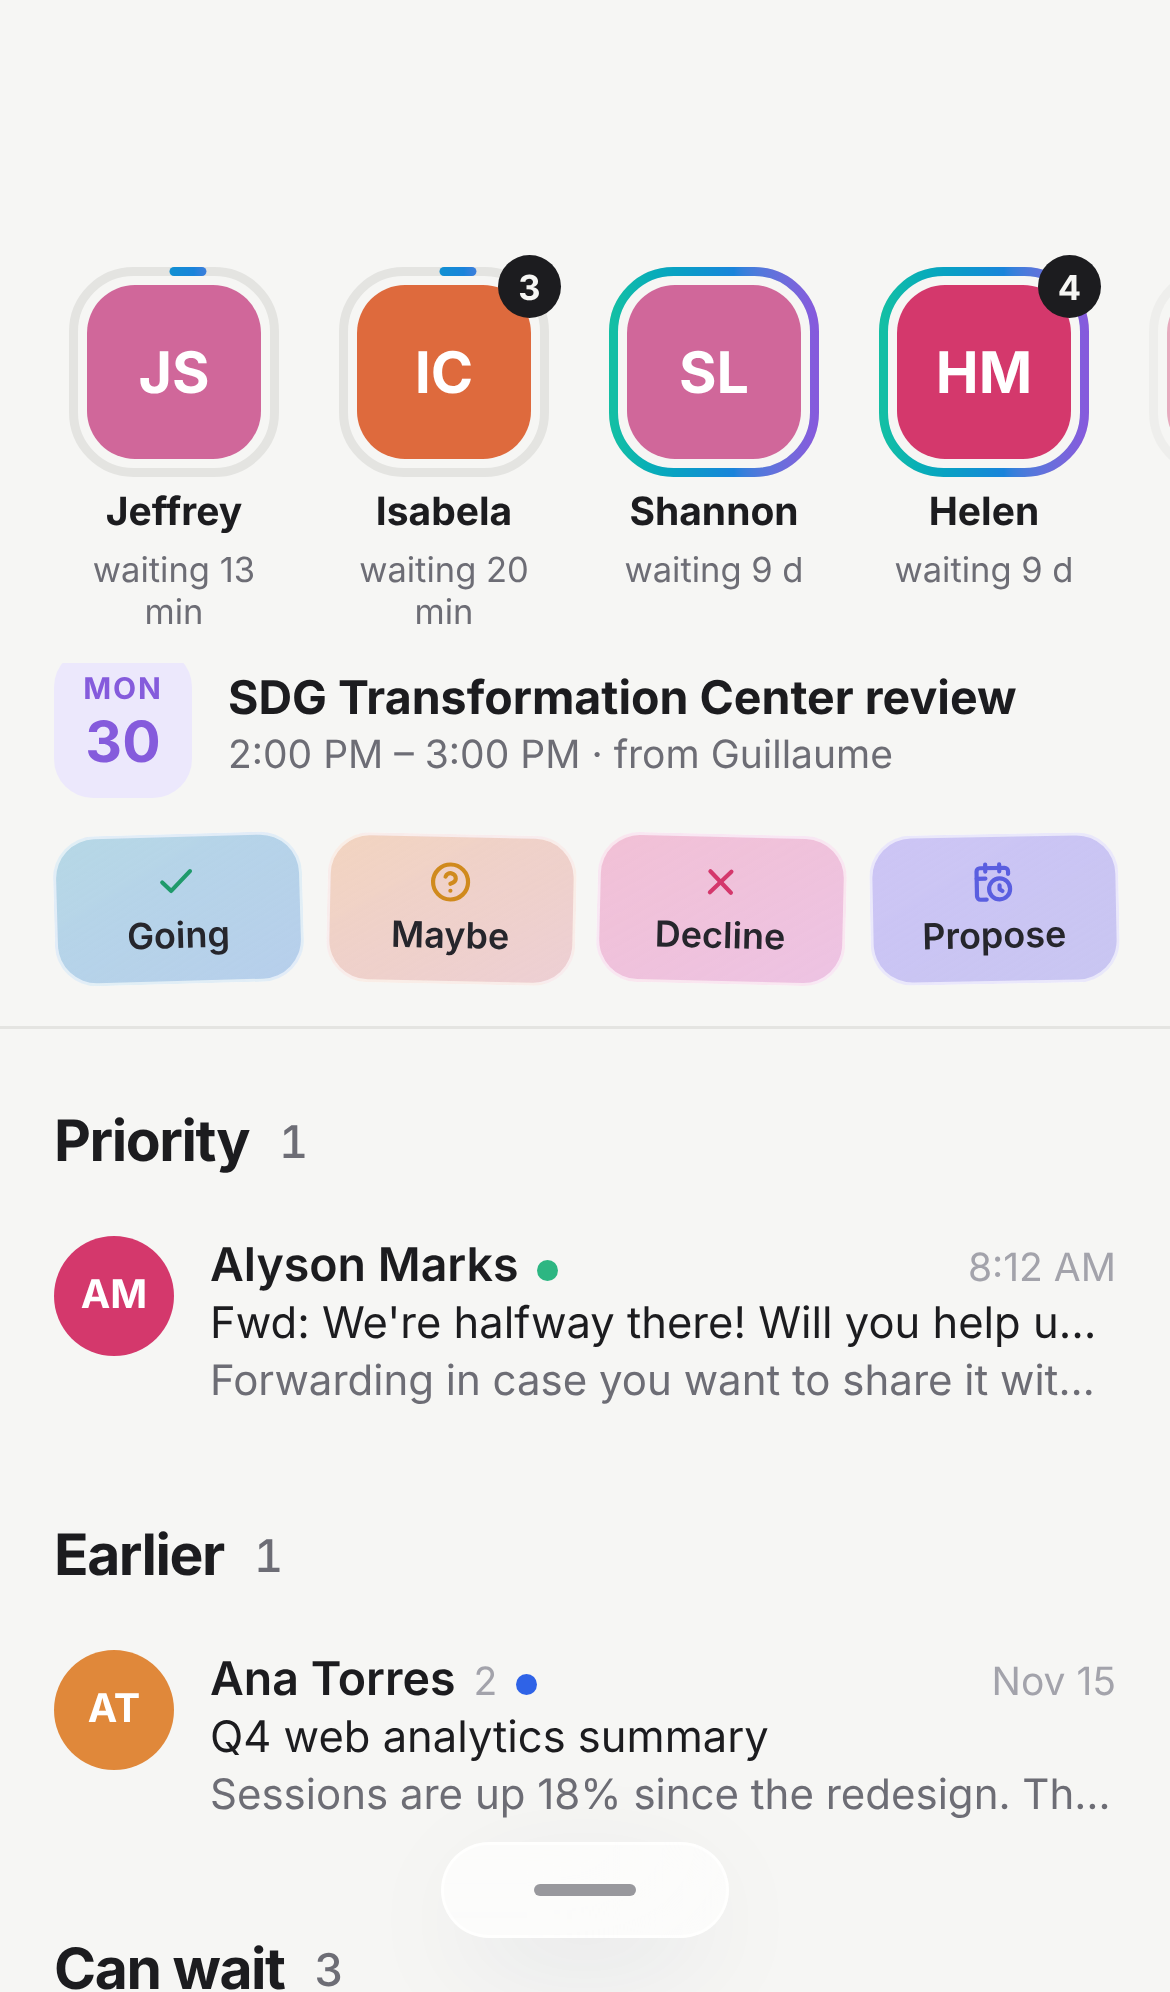 JS
IC
3
SL
HM
4
Jeffrey
waiting 13
min
Isabela
waiting 20
min
Shannon
waiting 9 d
Helen
waiting 9 d
MON
30
SDG Transformation Center review
2:00 PM – 3:00 PM · from Guillaume
Going
Maybe
Decline
Propose
Priority 1
AM
Alyson Marks
8:12 AM
Fwd: We're halfway there! Will you help u...
Forwarding in case you want to share it wit...
Earlier 1
AT
Ana Torres 2
Nov 15
Q4 web analytics summary
Sessions are up 18% since the redesign. Th...
Can wait 3